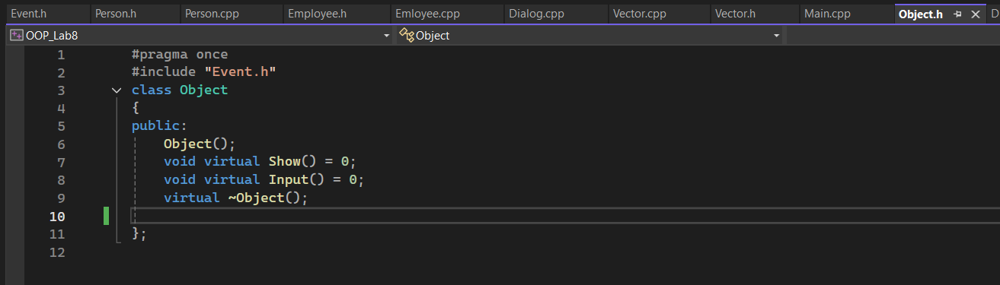 Event.h Person.h Person.cpp Employee.h Emloyee.cpp Dialog.cpp Vector.cpp Vector.h Main.cpp Object.h D
OOP_Lab8 Object
1 #pragma once
2 #include "Event.h"
3 class Object
4 {
5 public:
6 Object();
7 void virtual Show() = 0;
8 void virtual Input() = 0;
9 virtual ~Object();
10
11 };
12